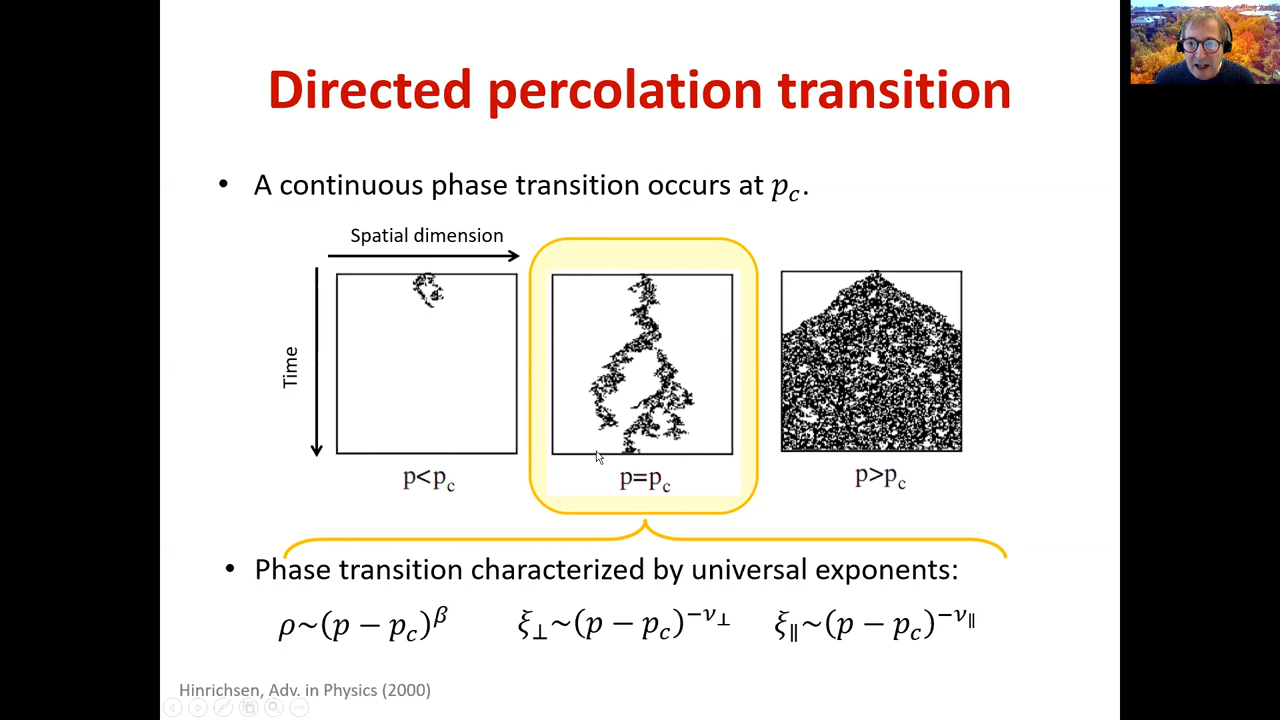 Directed percolation transition
• A continuous phase transition occurs at p_c.
Spatial dimension
Time
p<p_c
p=p_c
p>p_c
• Phase transition characterized by universal exponents:
ρ~(p − p_c)^β
ξ_⊥~(p − p_c)^{−ν_⊥}
ξ_∥~(p − p_c)^{−ν_∥}
Hinrichsen, Adv. in Physics (2000)